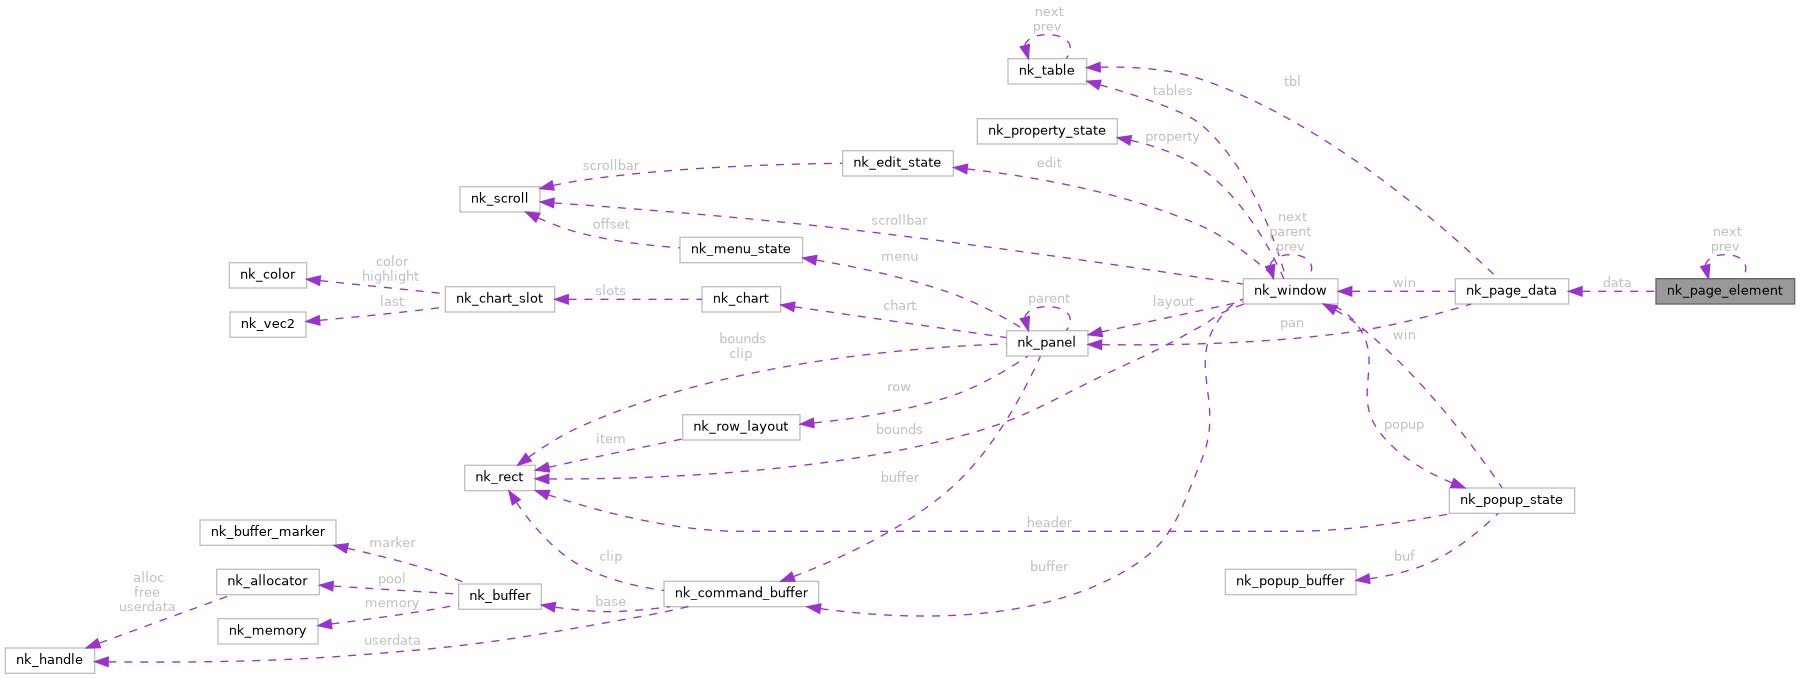 next
prev
nk_table
tbl
tables
nk_property_state
property
nk_edit_state
edit
scrollbar
nk_scroll
scrollbar
offset
next
parent
prev
next
prev
nk_menu_state
menu
color
highlight
nk_color
nk_chart_slot
slots
nk_chart
chart
last
nk_vec2
parent
layout
nk_window
win
nk_page_data
data
nk_page_element
pan
win
nk_panel
bounds
clip
row
nk_row_layout
item
bounds
popup
nk_rect
buffer
nk_popup_state
header
nk_buffer_marker
marker
clip
buf
buffer
nk_popup_buffer
alloc
free
userdata
nk_allocator
pool
nk_buffer
base
nk_command_buffer
memory
nk_memory
userdata
nk_handle